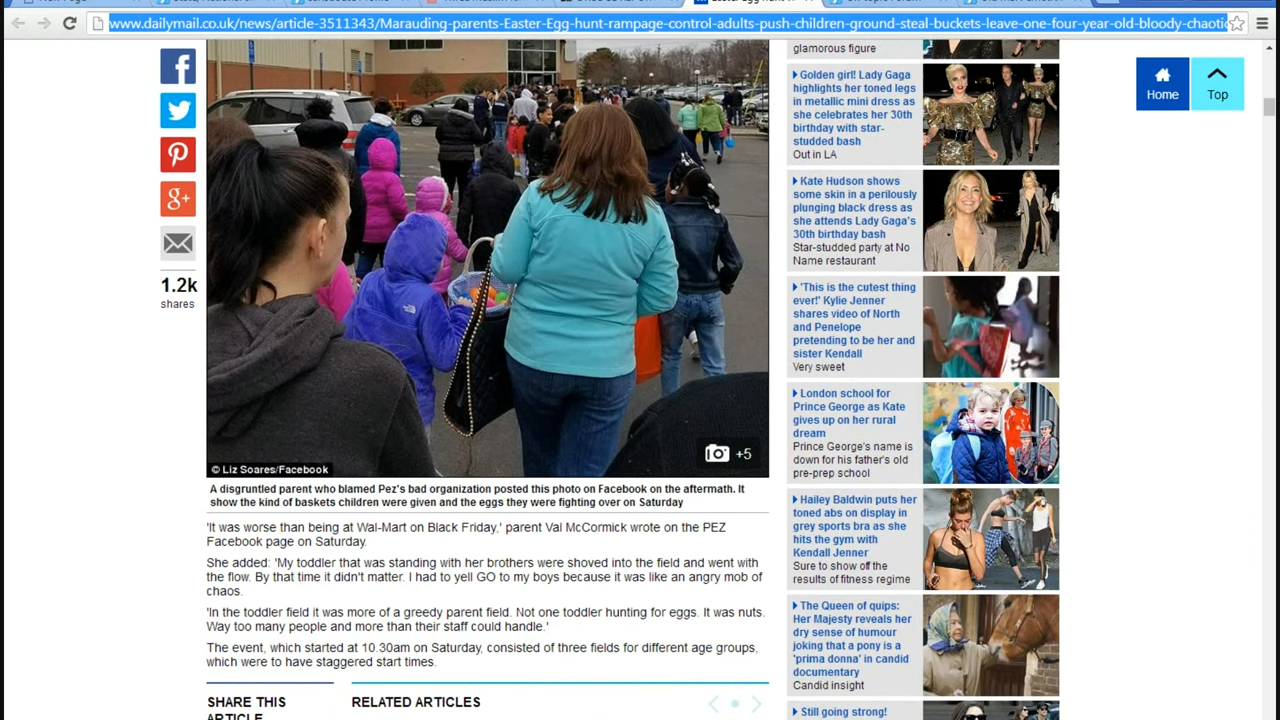 www.dailymail.co.uk/news/article-3511343/Marauding-parents-Easter-Egg-hunt-rampage-control-adults-push-children-ground-steal-buckets-leave-one-four-year-old-bloody-chaotic
1.2k
shares
+5
© Liz Soares/Facebook
A disgruntled parent who blamed Pez's bad organization posted this photo on Facebook on the aftermath. It
show the kind of baskets children were given and the eggs they were fighting over on Saturday
'It was worse than being at Wal-Mart on Black Friday,' parent Val McCormick wrote on the PEZ
Facebook page on Saturday.
She added: 'My toddler that was standing with her brothers were shoved into the field and went with
the flow. By that time it didn't matter. I had to yell GO to my boys because it was like an angry mob of
chaos.
'In the toddler field it was more of a greedy parent field. Not one toddler hunting for eggs. It was nuts.
Way too many people and more than their staff could handle.'
The event, which started at 10.30am on Saturday, consisted of three fields for different age groups,
which were to have staggered start times.
SHARE THIS
ARTICLE
RELATED ARTICLES
glamorous figure
Golden girl! Lady Gaga
highlights her toned legs
in metallic mini dress as
she celebrates her 30th
birthday with star-
studded bash
Out in LA
Kate Hudson shows
some skin in a perilously
plunging black dress as
she attends Lady Gaga's
30th birthday bash
Star-studded party at No
Name restaurant
'This is the cutest thing
ever!' Kylie Jenner
shares video of North
and Penelope
pretending to be her and
sister Kendall
Very sweet
London school for
Prince George as Kate
gives up on her rural
dream
Prince George's name is
down for his father's old
pre-prep school
Hailey Baldwin puts her
toned abs on display in
grey sports bra as she
hits the gym with
Kendall Jenner
Sure to show off the
results of fitness regime
The Queen of quips:
Her Majesty reveals her
dry sense of humour
joking that a pony is a
'prima donna' in candid
documentary
Candid insight
Still going strong!
Home
Top